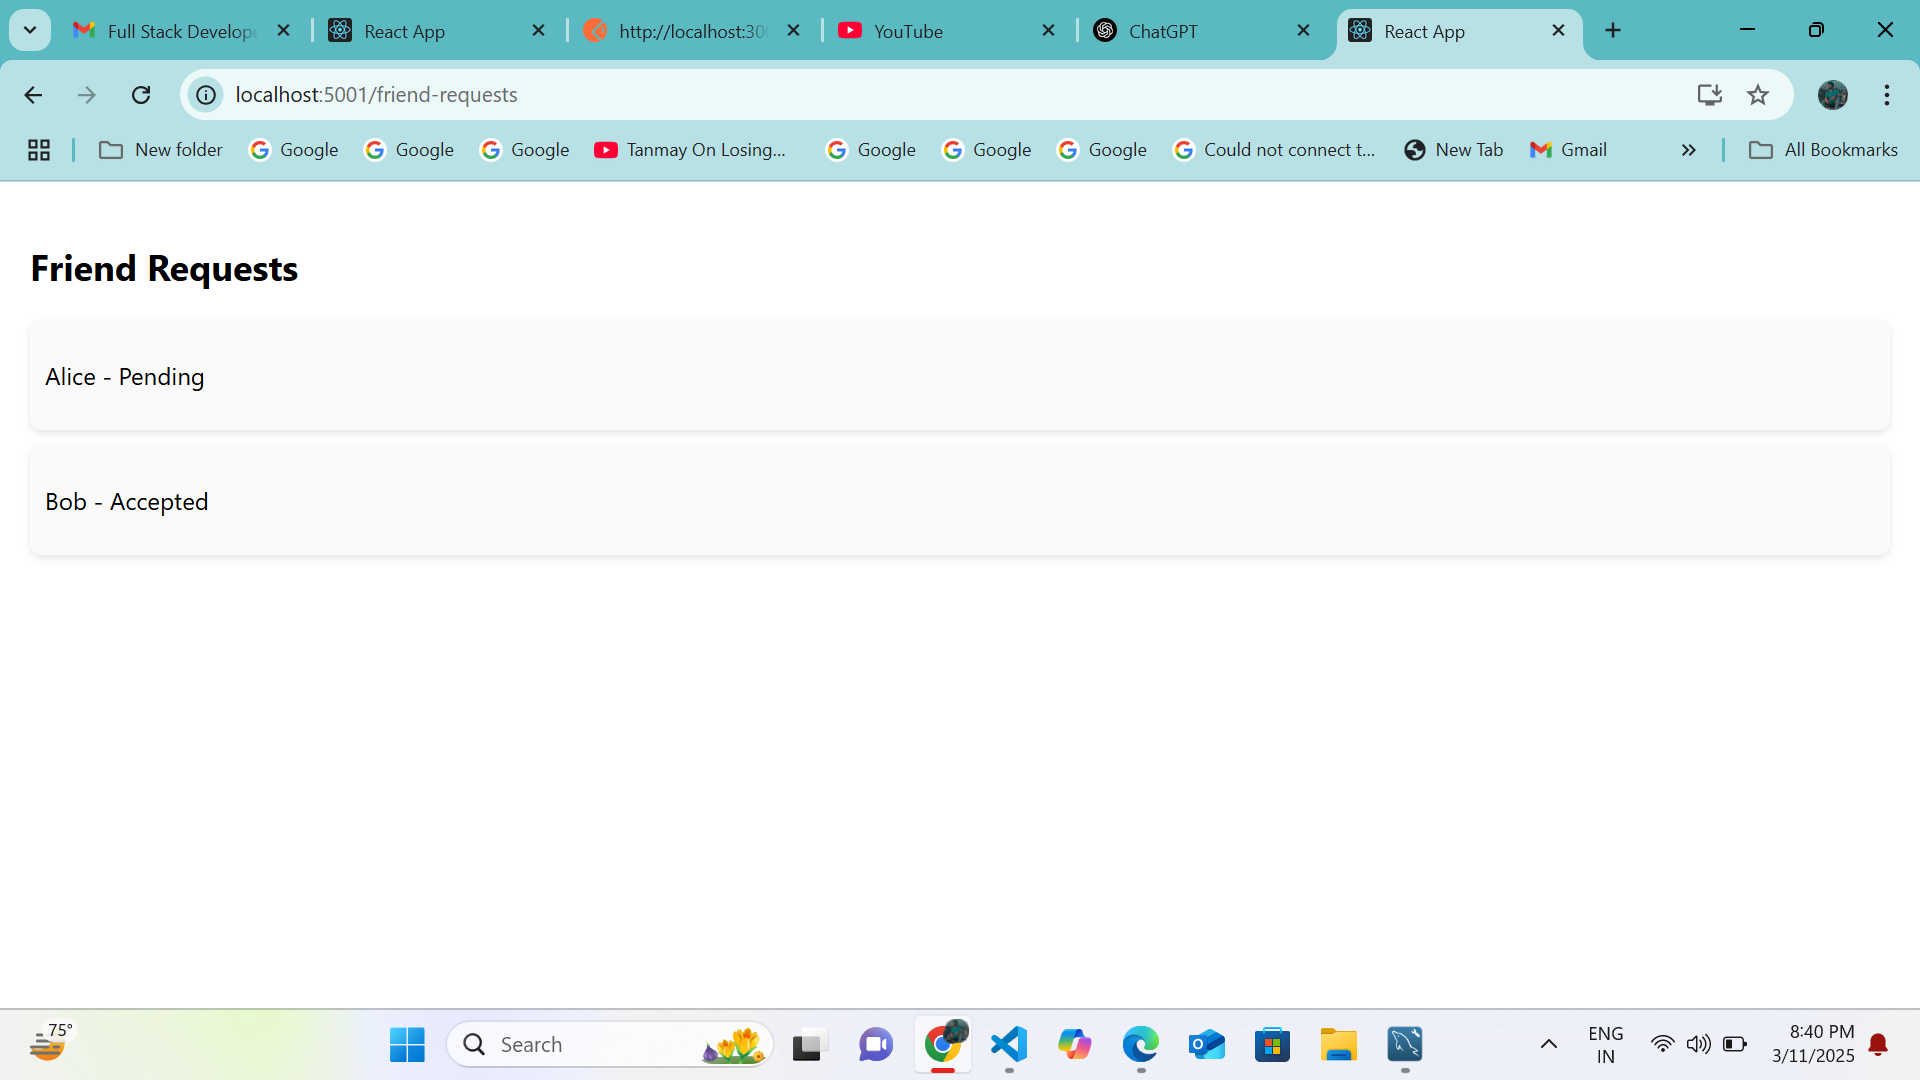 Full Stack Develope
React App
http://localhost:30
YouTube
ChatGPT
React App
localhost:5001/friend-requests
New folder
Google
Google
Google
Tanmay On Losing...
Google
Google
Google
Could not connect t...
New Tab
Gmail
All Bookmarks
Friend Requests
Alice - Pending
Bob - Accepted
75°
Search
ENG
IN
8:40 PM
3/11/2025